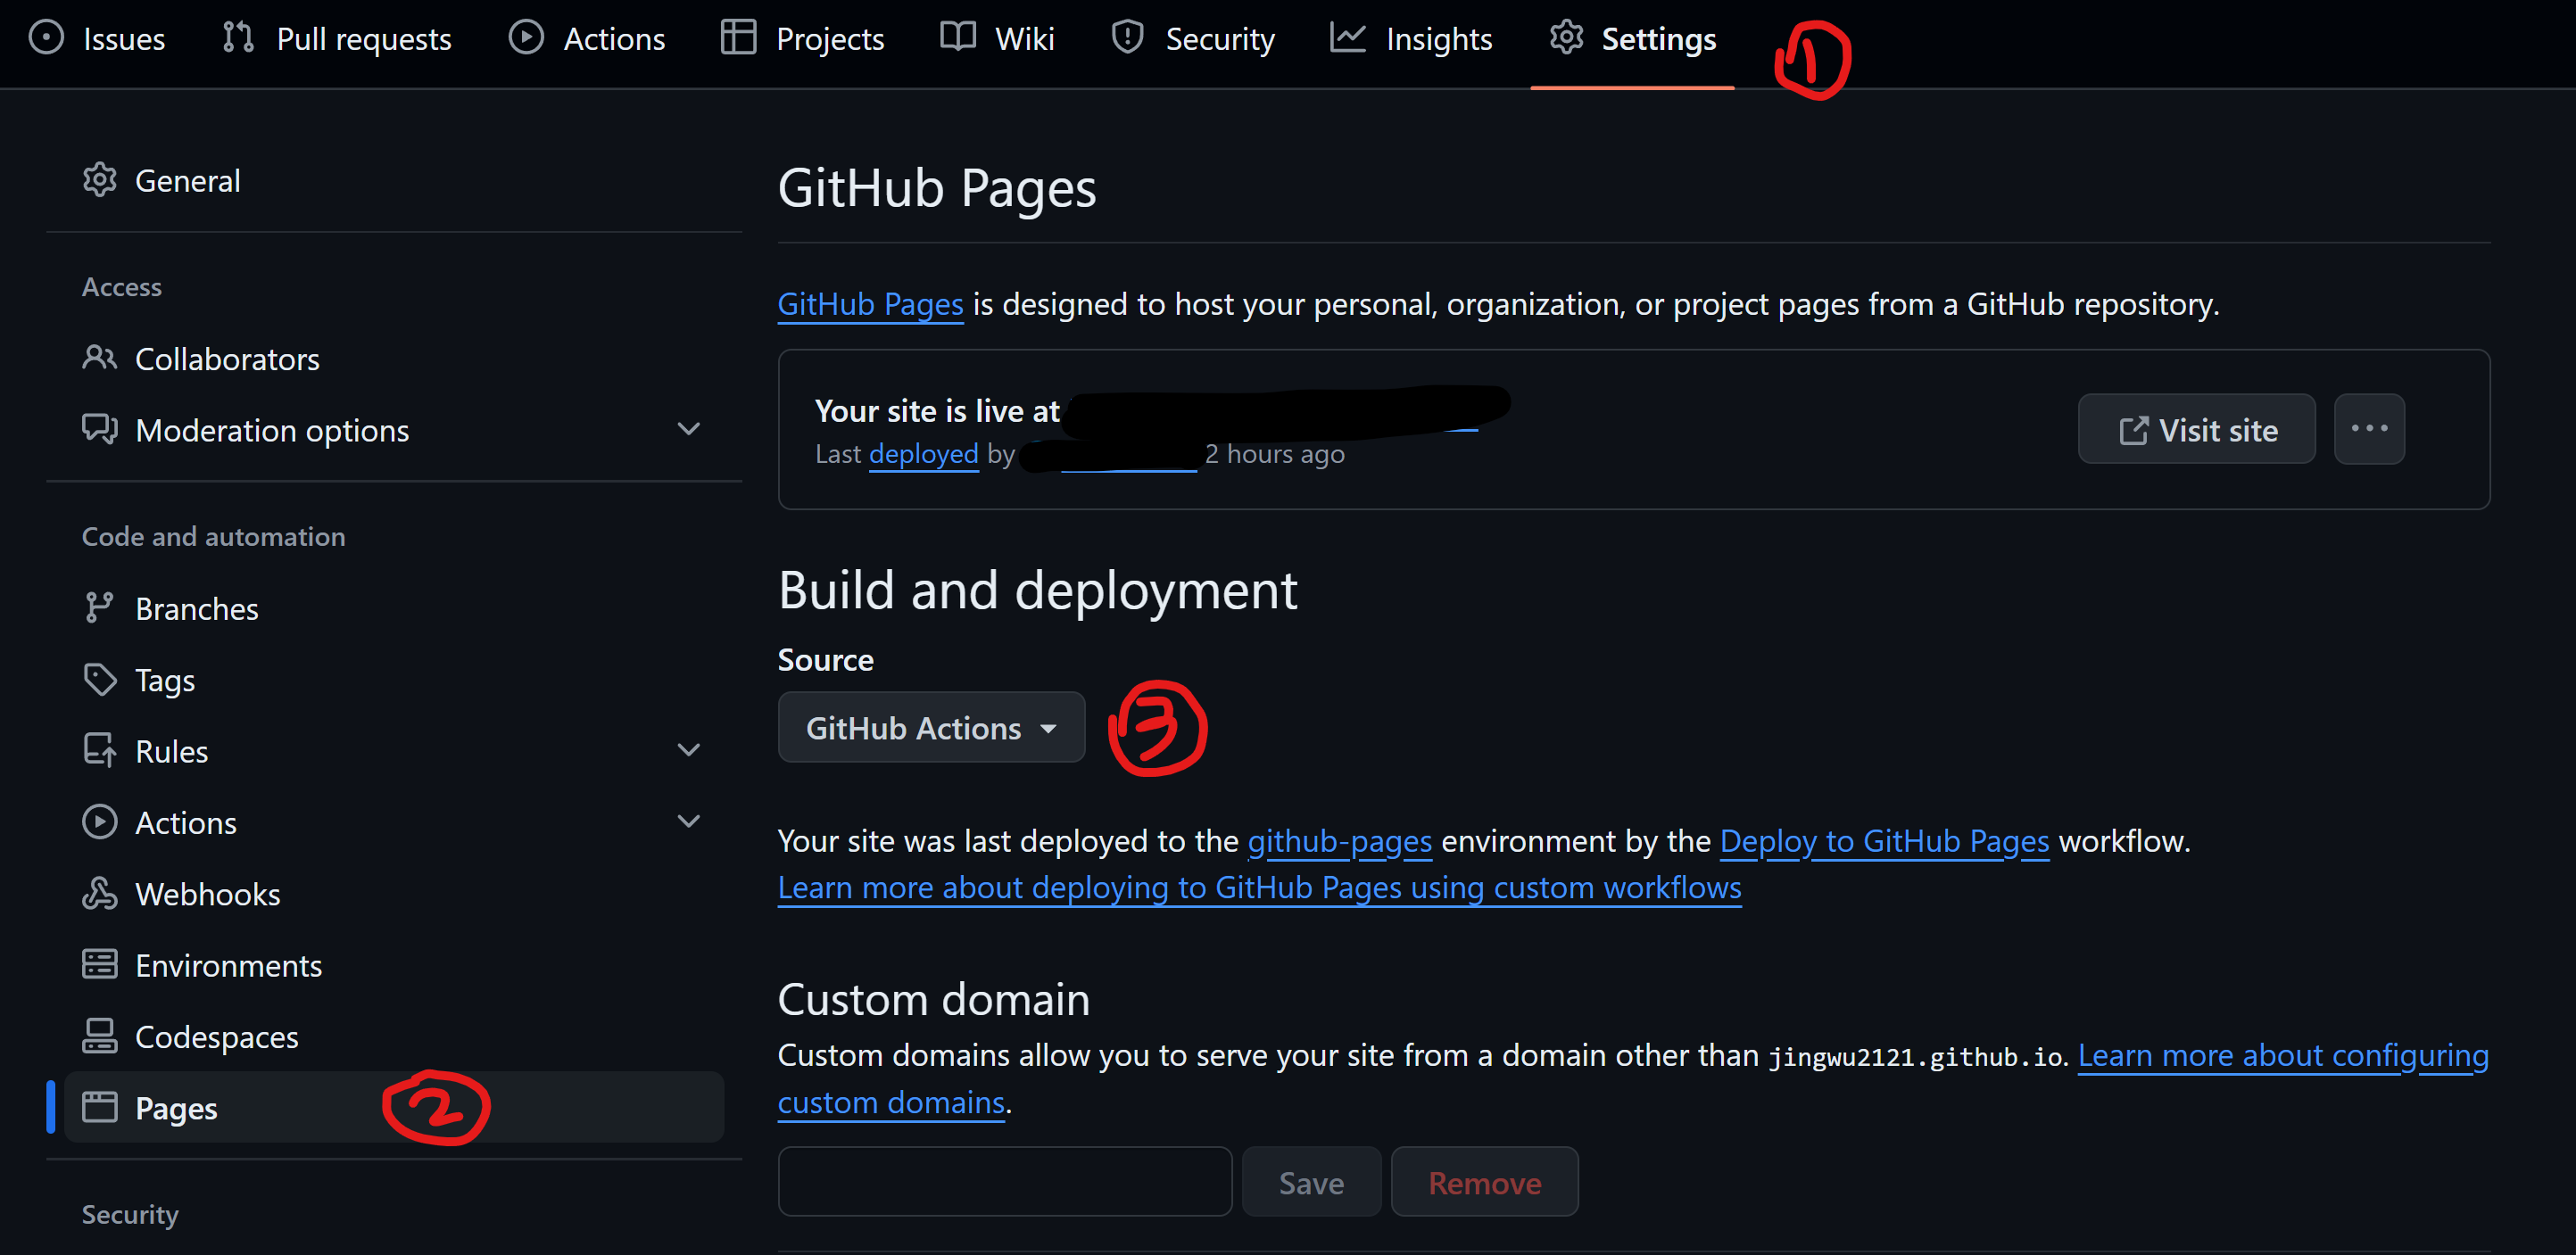 Issues Pull requests Actions Projects Wiki Security Insights Settings 1
General
Access
Collaborators
Moderation options
Code and automation
Branches
Tags
Rules
Actions
Webhooks
Environments
Codespaces
Pages 2
Security
GitHub Pages
GitHub Pages is designed to host your personal, organization, or project pages from a GitHub repository.
Your site is live at
Last deployed by 2 hours ago
Visit site
Build and deployment
Source
GitHub Actions 3
Your site was last deployed to the github-pages environment by the Deploy to GitHub Pages workflow.
Learn more about deploying to GitHub Pages using custom workflows
Custom domain
Custom domains allow you to serve your site from a domain other than jingwu2121.github.io. Learn more about configuring
custom domains.
Save Remove